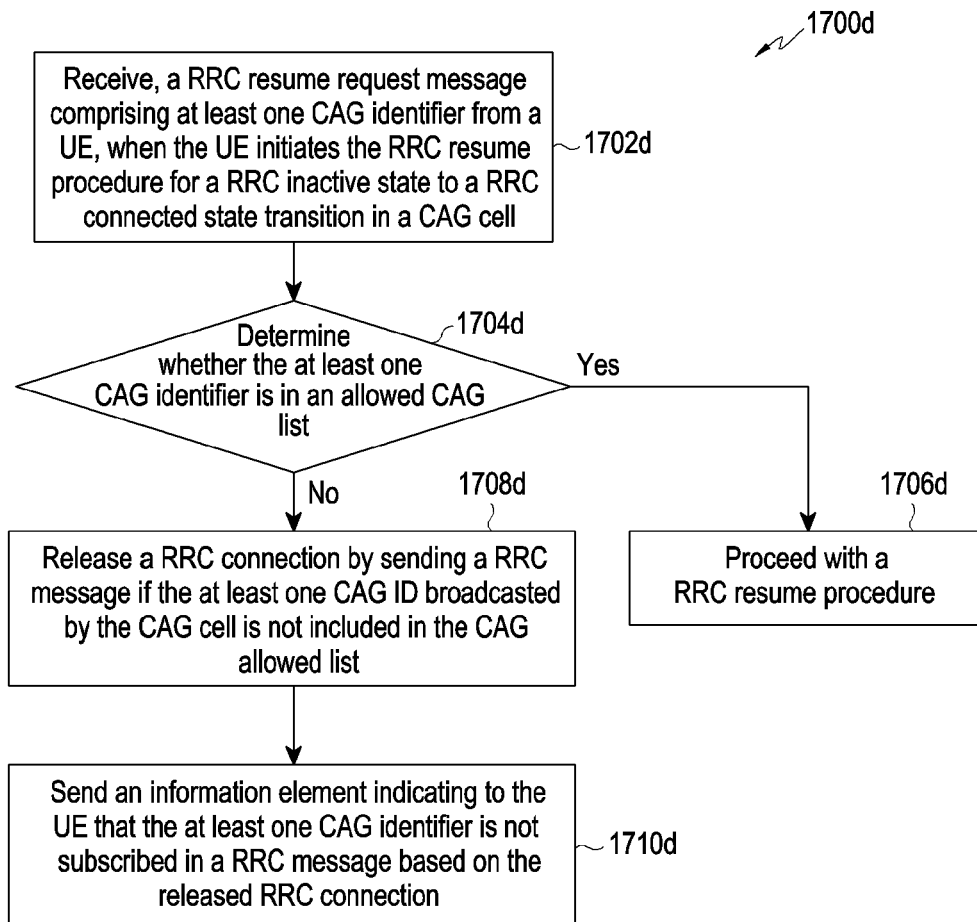 1700d
Receive, a RRC resume request message
comprising at least one CAG identifier from a
UE, when the UE initiates the RRC resume
procedure for a RRC inactive state to a RRC
connected state transition in a CAG cell
1702d
Determine
whether the at least one
CAG identifier is in an allowed CAG
list
1704d
Yes
No
1708d
Release a RRC connection by sending a RRC
message if the at least one CAG ID broadcasted
by the CAG cell is not included in the CAG
allowed list
1706d
Proceed with a
RRC resume procedure
Send an information element indicating to the
UE that the at least one CAG identifier is not
subscribed in a RRC message based on the
released RRC connection
1710d